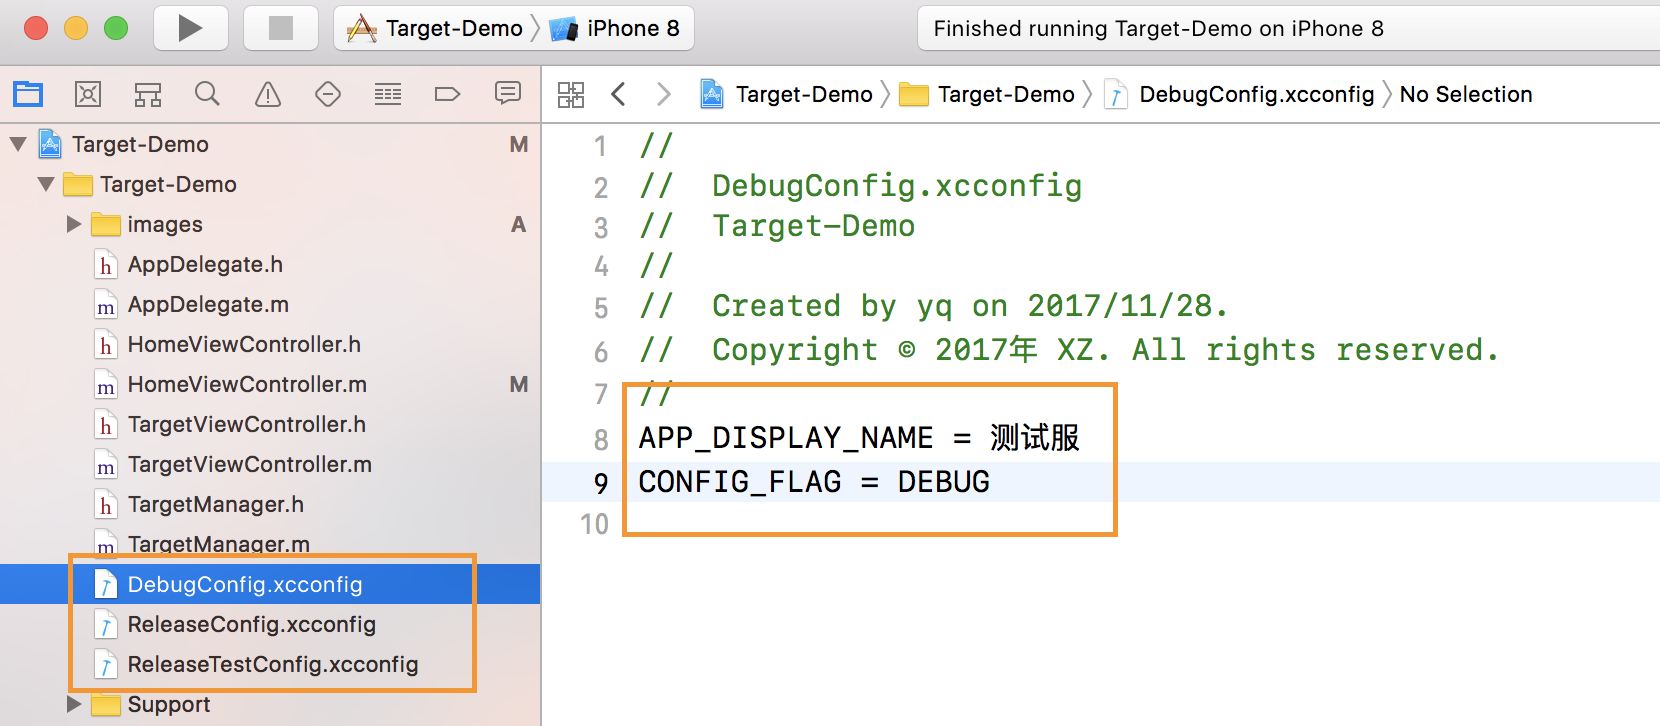 Target-Demo iPhone 8
Finished running Target-Demo on iPhone 8
Target-Demo Target-Demo DebugConfig.xcconfig No Selection
Target-Demo M
Target-Demo
images A
h AppDelegate.h
m AppDelegate.m
h HomeViewController.h
m HomeViewController.m M
h TargetViewController.h
m TargetViewController.m
h TargetManager.h
m TargetManager.m
DebugConfig.xcconfig
ReleaseConfig.xcconfig
ReleaseTestConfig.xcconfig
Support
1 //
2 // DebugConfig.xcconfig
3 // Target-Demo
4 //
5 // Created by yq on 2017/11/28.
6 // Copyright © 2017年 XZ. All rights reserved.
7 //
8 APP_DISPLAY_NAME = 测试服
9 CONFIG_FLAG = DEBUG
10